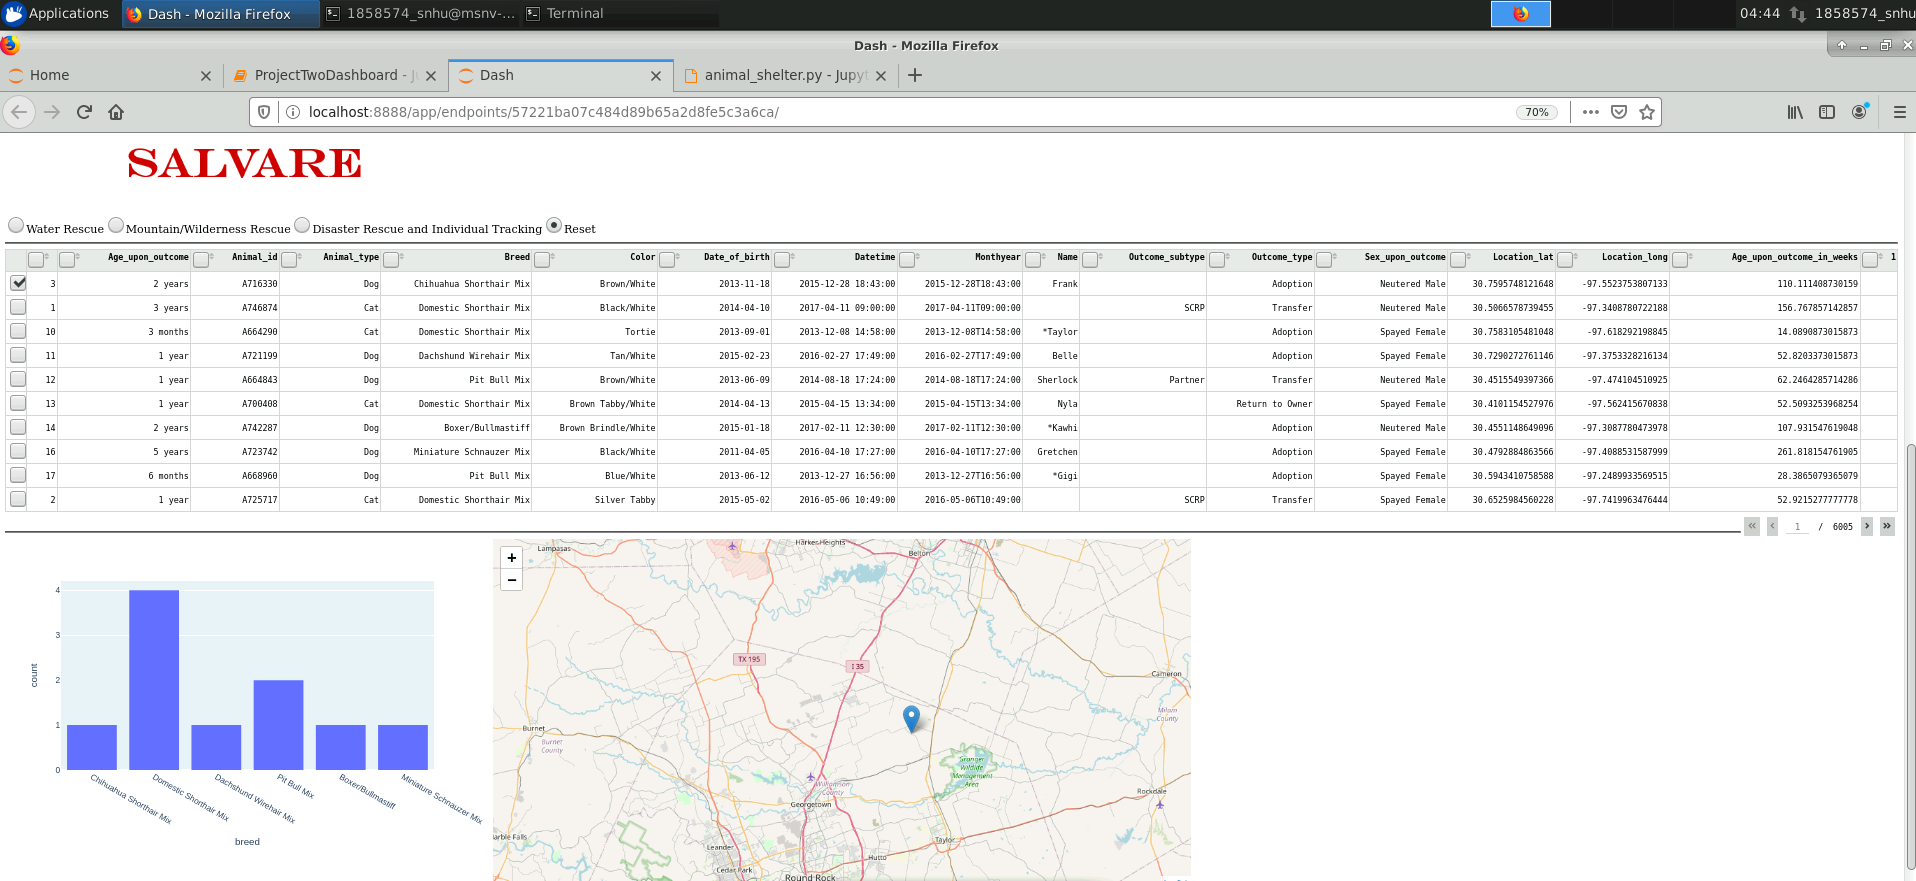 Applications Dash - Mozilla Firefox 1858574_snhu@msnv-... Terminal 04:44 1858574_snhu
Dash - Mozilla Firefox
Home ProjectTwoDashboard - Dash animal_shelter.py - Jupyt
localhost:8888/app/endpoints/57221ba07c484d89b65a2d8fe5c3a6ca/ 70%
SALVARE
Water Rescue Mountain/Wilderness Rescue Disaster Rescue and Individual Tracking Reset
Age_upon_outcome Animal_id Animal_type Breed Color Date_of_birth Datetime Monthyear Name Outcome_subtype Outcome_type Sex_upon_outcome Location_lat Location_long Age_upon_outcome_in_weeks 1
3 2 years A716330 Dog Chihuahua Shorthair Mix Brown/White 2013-11-18 2015-12-28 18:43:00 2015-12-28T18:43:00 Frank Adoption Neutered Male 30.7595748121648 -97.5523753807133 110.111408730159
1 3 years A746874 Cat Domestic Shorthair Mix Black/White 2014-04-10 2017-04-11 09:00:00 2017-04-11T09:00:00 SCRP Transfer Neutered Male 30.5066578739455 -97.3408780722188 156.767857142857
10 3 months A664290 Cat Domestic Shorthair Mix Tortie 2013-09-01 2013-12-08 14:58:00 2013-12-08T14:58:00 *Taylor Adoption Spayed Female 30.7583105481048 -97.618292198845 14.0890873015873
11 1 year A721199 Dog Dachshund Wirehair Mix Tan/White 2015-02-23 2016-02-27 17:49:00 2016-02-27T17:49:00 Belle Adoption Spayed Female 30.7290272761146 -97.3753328216134 52.8203373015873
12 1 year A664843 Dog Pit Bull Mix Brown/White 2013-06-09 2014-08-18 17:24:00 2014-08-18T17:24:00 Sherlock Partner Transfer Neutered Male 30.4515549397366 -97.474104510925 62.2464285714286
13 1 year A700408 Cat Domestic Shorthair Mix Brown Tabby/White 2014-04-13 2015-04-15 13:34:00 2015-04-15T13:34:00 Nyla Return to Owner Spayed Female 30.4101154527976 -97.562415670838 52.5093253968254
14 2 years A742287 Dog Boxer/Bullmastiff Brown Brindle/White 2015-01-18 2017-02-11 12:30:00 2017-02-11T12:30:00 *Kawhi Adoption Neutered Male 30.4551148649096 -97.3087780473978 107.931547619048
16 5 years A723742 Dog Miniature Schnauzer Mix Black/White 2011-04-05 2016-04-10 17:27:00 2016-04-10T17:27:00 Gretchen Adoption Spayed Female 30.4792884863566 -97.4088531587999 261.818154761905
17 6 months A668960 Dog Pit Bull Mix Blue/White 2013-06-12 2013-12-27 16:56:00 2013-12-27T16:56:00 *Gigi Adoption Spayed Female 30.5943410758588 -97.2489933569515 28.3865079365079
2 1 year A725717 Cat Domestic Shorthair Mix Silver Tabby 2015-05-02 2016-05-06 10:49:00 2016-05-06T10:49:00 SCRP Transfer Spayed Female 30.6525984560228 -97.7419963476444 52.9215277777778
« ‹ 1 / 6005 › »
4
3
2
1
0
count
Chihuahua Shorthair Mix
Domestic Shorthair Mix
Dachshund Wirehair Mix
Pit Bull Mix
Boxer/Bullmastiff
Miniature Schnauzer Mix
breed
+
−
Lampasas
Harker Heights
Belton
TX 195
I 35
Cameron
Milam
County
Burnet
Burnet
County
Granger
Wildlife
Management
Area
Williamson
County
Georgetown
Rockdale
arble Falls
Leander
Taylor
Hutto
Cedar Park
Round Rock